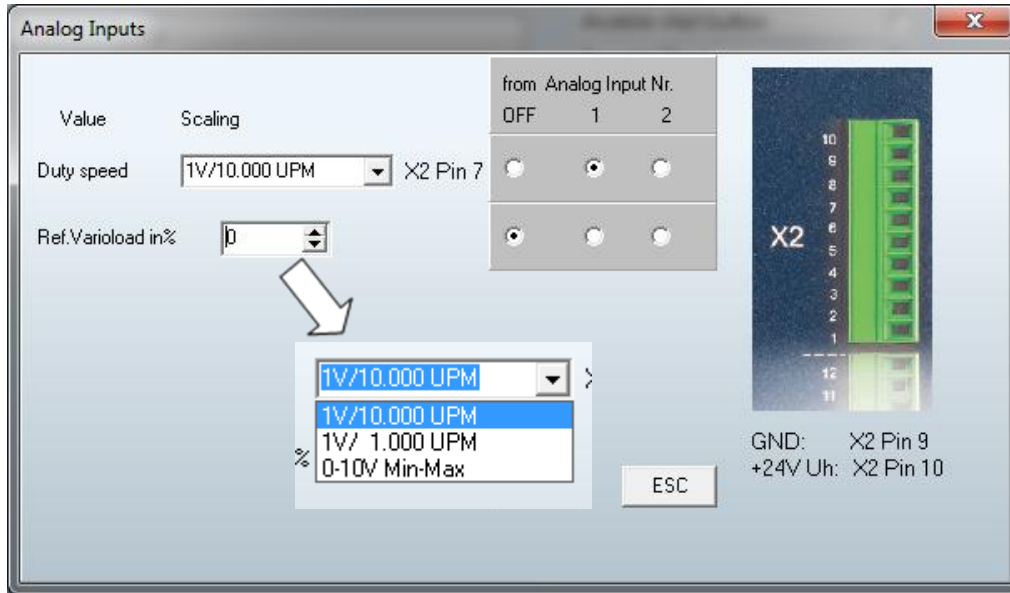 Analog Inputs
from Analog Input Nr.
Value Scaling OFF 1 2
Duty speed 1V/10.000 UPM X2 Pin 7
Ref.Varioload in% 0
1V/10.000 UPM
1V/10.000 UPM
1V/ 1.000 UPM
% 0-10V Min-Max
ESC
X2
10
9
8
7
6
5
4
3
2
1
12
11
GND: X2 Pin 9
+24V Uh: X2 Pin 10